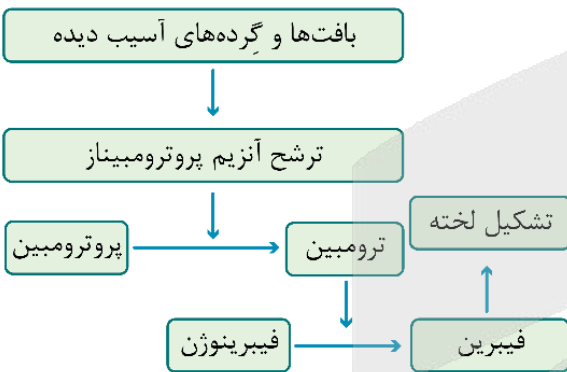 بافت‌ها و گِرده‌های آسیب دیده
ترشح آنزیم پروترومبیناز
تشکیل لخته
ترومبین
پروترومبین
فیبرین
فیبرینوژن